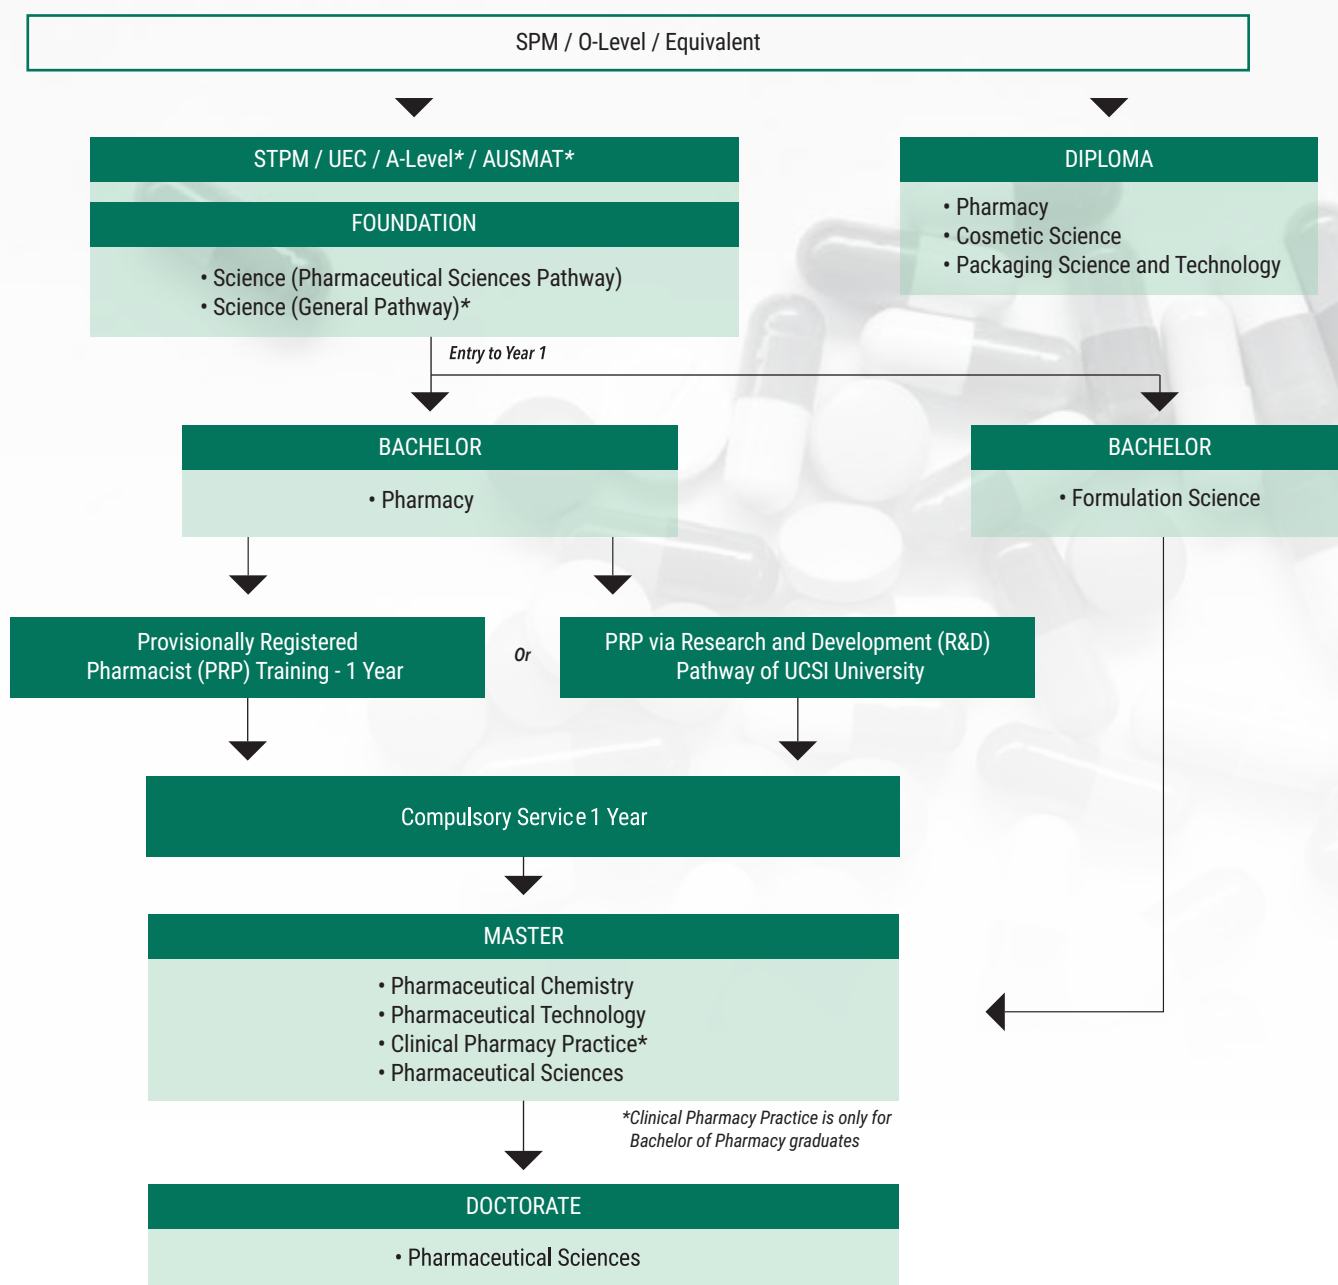 SPM / O-Level / Equivalent
STPM / UEC / A-Level* / AUSMAT*
FOUNDATION
• Science (Pharmaceutical Sciences Pathway)
• Science (General Pathway)*
DIPLOMA
• Pharmacy
• Cosmetic Science
• Packaging Science and Technology
Entry to Year 1
BACHELOR
• Pharmacy
BACHELOR
• Formulation Science
Provisionally Registered
Pharmacist (PRP) Training - 1 Year
Or
PRP via Research and Development (R&D)
Pathway of UCSI University
Compulsory Service 1 Year
MASTER
• Pharmaceutical Chemistry
• Pharmaceutical Technology
• Clinical Pharmacy Practice*
• Pharmaceutical Sciences
*Clinical Pharmacy Practice is only for
Bachelor of Pharmacy graduates
DOCTORATE
• Pharmaceutical Sciences